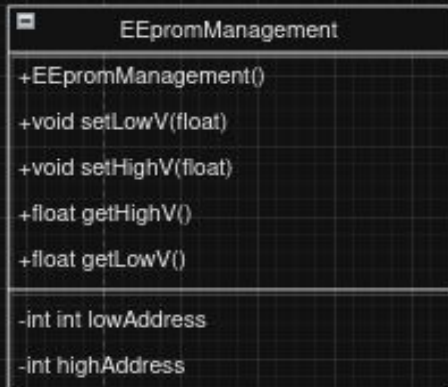 EEpromManagement
+EEpromManagement()
+void setLowV(float)
+void setHighV(float)
+float getHighV()
+float getLowV()
-int int lowAddress
-int highAddress